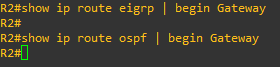 R2#show ip route eigrp | begin Gateway
R2#
R2#show ip route ospf | begin Gateway
R2#